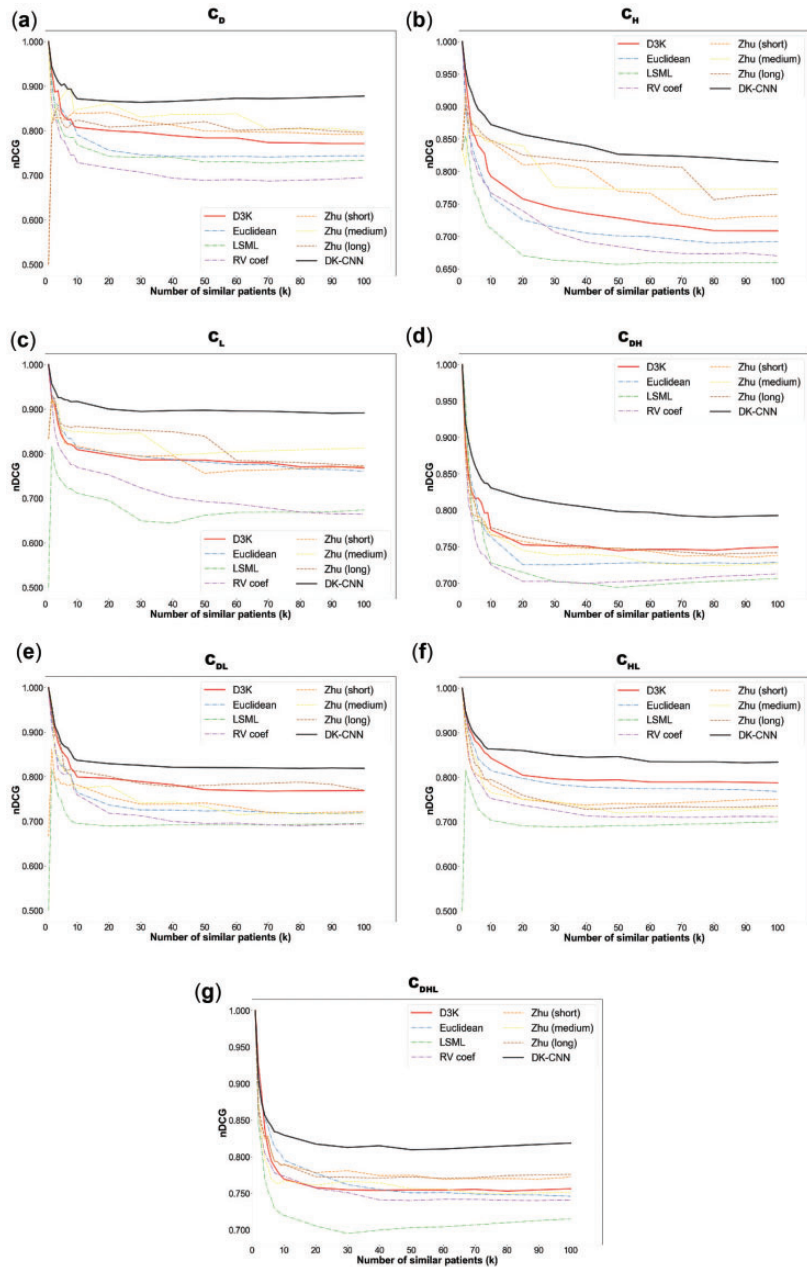 (a)
C_D
nDCG
1.000
0.900
0.800
0.700
0.600
0.500
D3K
Euclidean
LSML
RV coef
Zhu (short)
Zhu (medium)
Zhu (long)
DK-CNN
0 10 20 30 40 50 60 70 80 90 100
Number of similar patients (k)
(b)
C_H
nDCG
1.000
0.950
0.900
0.850
0.800
0.750
0.700
0.650
D3K
Euclidean
LSML
RV coef
Zhu (short)
Zhu (medium)
Zhu (long)
DK-CNN
0 10 20 30 40 50 60 70 80 90 100
Number of similar patients (k)
(c)
C_L
nDCG
1.000
0.900
0.800
0.700
0.600
0.500
D3K
Euclidean
LSML
RV coef
Zhu (short)
Zhu (medium)
Zhu (long)
DK-CNN
0 10 20 30 40 50 60 70 80 90 100
Number of similar patients (k)
(d)
C_DH
nDCG
1.000
0.950
0.900
0.850
0.800
0.750
0.700
D3K
Euclidean
LSML
RV coef
Zhu (short)
Zhu (medium)
Zhu (long)
DK-CNN
0 10 20 30 40 50 60 70 80 90 100
Number of similar patients (k)
(e)
C_DL
nDCG
1.000
0.900
0.800
0.700
0.600
0.500
D3K
Euclidean
LSML
RV coef
Zhu (short)
Zhu (medium)
Zhu (long)
DK-CNN
0 10 20 30 40 50 60 70 80 90 100
Number of similar patients (k)
(f)
C_HL
nDCG
1.000
0.900
0.800
0.700
0.600
0.500
D3K
Euclidean
LSML
RV coef
Zhu (short)
Zhu (medium)
Zhu (long)
DK-CNN
0 10 20 30 40 50 60 70 80 90 100
Number of similar patients (k)
(g)
C_DHL
nDCG
1.000
0.950
0.900
0.850
0.800
0.750
0.700
D3K
Euclidean
LSML
RV coef
Zhu (short)
Zhu (medium)
Zhu (long)
DK-CNN
0 10 20 30 40 50 60 70 80 90 100
Number of similar patients (k)